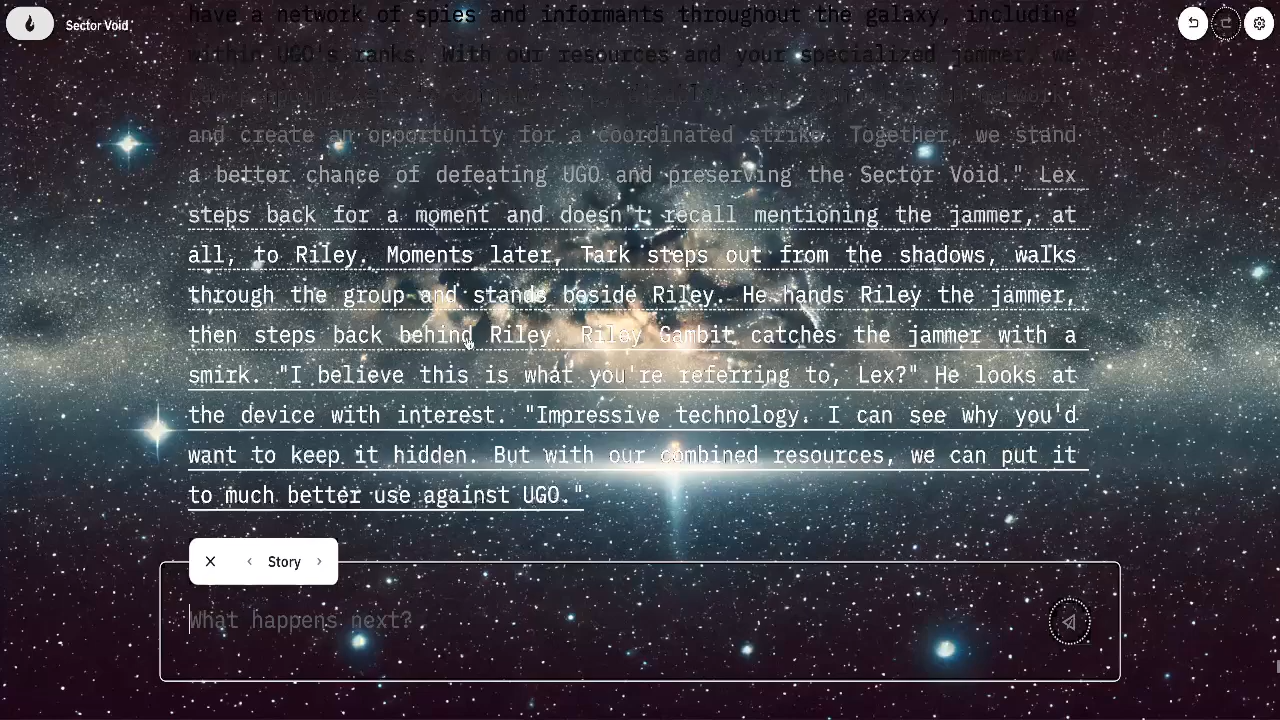 Sector Void
have a network of spies and informants throughout the galaxy, including
within UGO's ranks. With our resources and your specialized jammer, we
and create an opportunity for a coordinated strike. Together, we stand
a better chance of defeating UGO and preserving the Sector Void." Lex
steps back for a moment and doesn't recall mentioning the jammer, at
all, to Riley. Moments later, Tark steps out from the shadows, walks
through the group and stands beside Riley. He hands Riley the jammer,
then steps back behind Riley. Riley Gambit catches the jammer with a
smirk. "I believe this is what you're referring to, Lex?" He looks at
the device with interest. "Impressive technology. I can see why you'd
want to keep it hidden. But with our combined resources, we can put it
to much better use against UGO."
Story
What happens next?